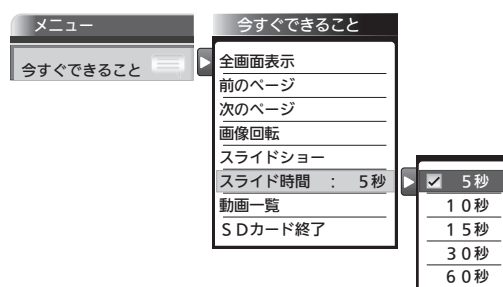 メニュー
今すぐできること
今すぐできること
全画面表示
前のページ
次のページ
画像回転
スライドショー
スライド時間 : 5秒
動画一覧
SDカード終了
5秒
10秒
15秒
30秒
60秒